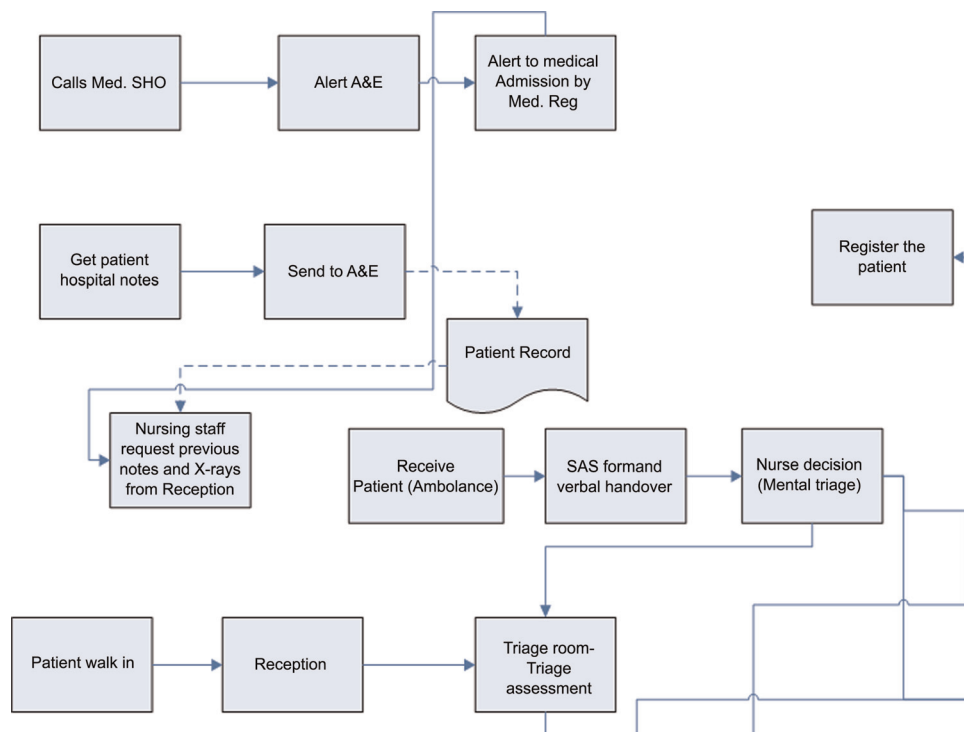 Calls Med. SHO
Alert A&E
Alert to medical
Admission by
Med. Reg
Get patient
hospital notes
Send to A&E
Register the
patient
Patient Record
Nursing staff
request previous
notes and X-rays
from Reception
Receive
Patient (Ambolance)
SAS formand
verbal handover
Nurse decision
(Mental triage)
Patient walk in
Reception
Triage room-
Triage
assessment